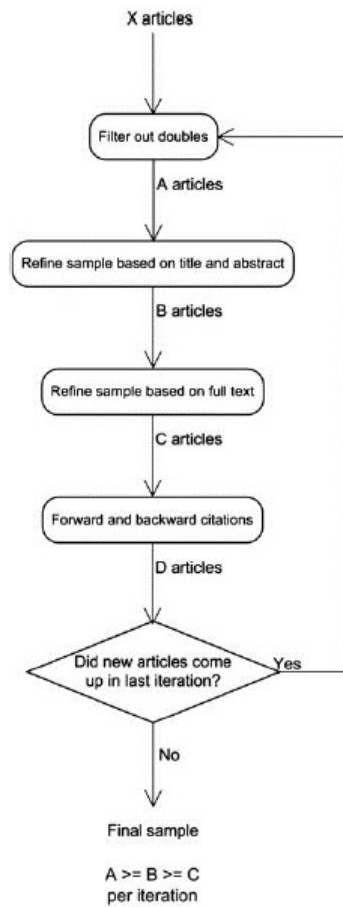 X articles
Filter out doubles
A articles
Refine sample based on title and abstract
B articles
Refine sample based on full text
C articles
Forward and backward citations
D articles
Did new articles come
up in last iteration?
Yes
No
Final sample
A >= B >= C
per iteration